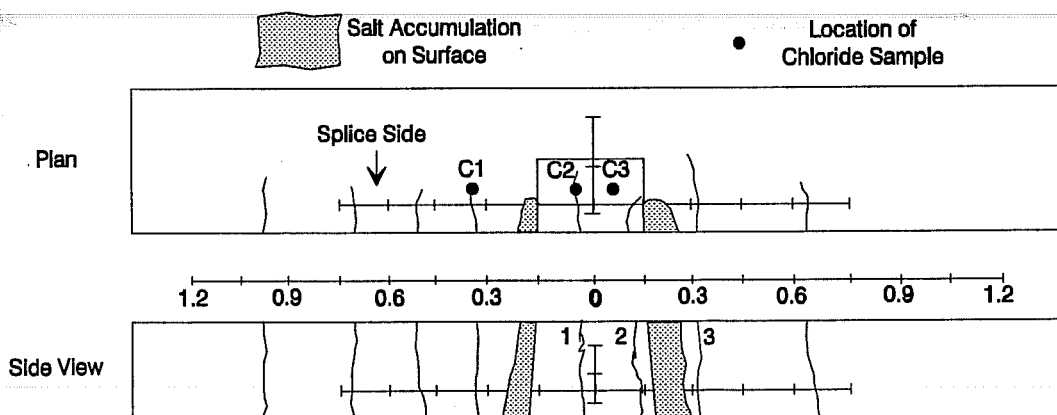 Salt Accumulation
on Surface
Location of
Chloride Sample
Plan
Splice Side
C1
C2
C3
1.2 0.9 0.6 0.3 0 0.3 0.6 0.9 1.2
Side View
1
2
3